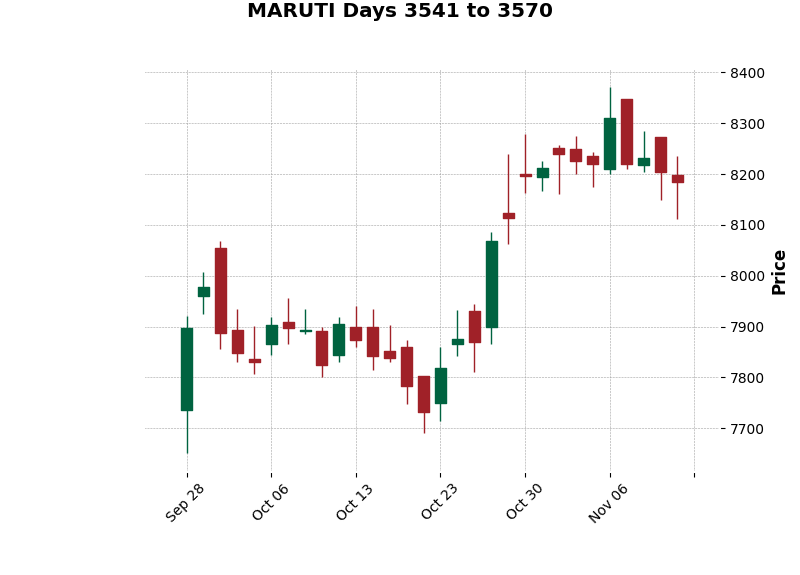 MARUTI Days 3541 to 3570
8400
8300
8200
8100
8000
7900
7800
7700
Price
Sep 28
Oct 06
Oct 13
Oct 23
Oct 30
Nov 06